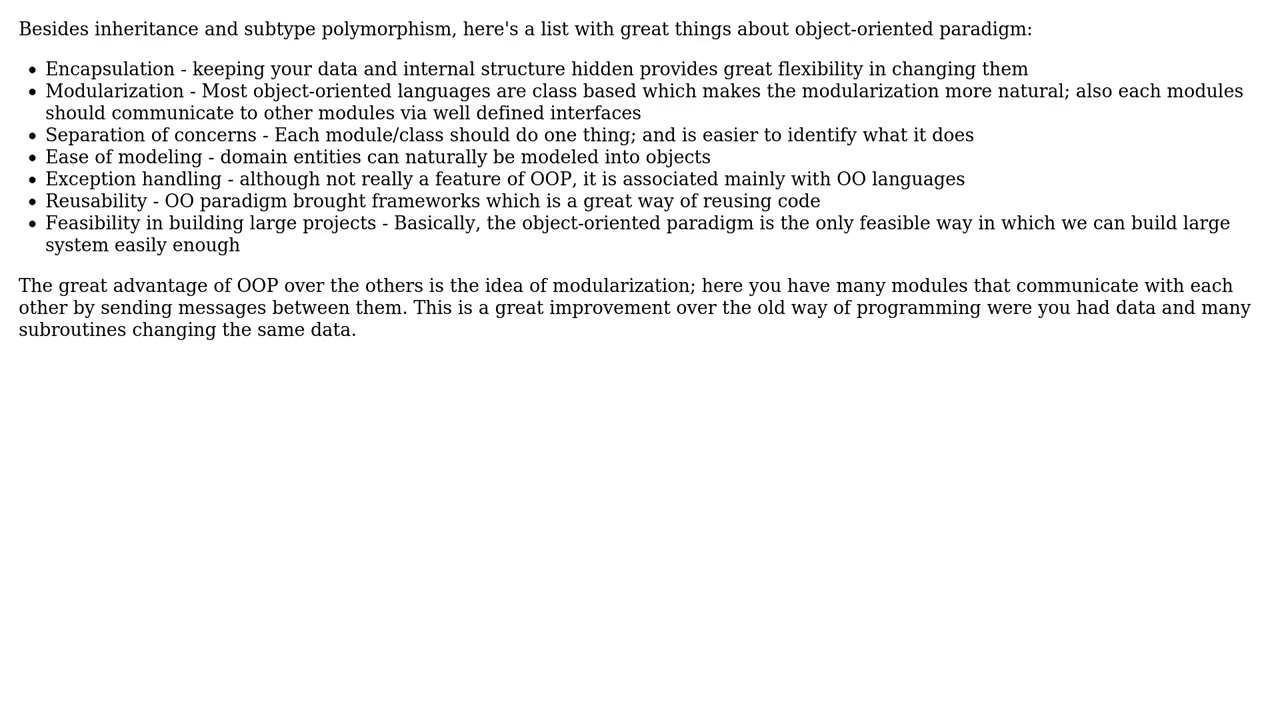 Besides inheritance and subtype polymorphism, here's a list with great things about object-oriented paradigm:
• Encapsulation - keeping your data and internal structure hidden provides great flexibility in changing them
• Modularization - Most object-oriented languages are class based which makes the modularization more natural; also each modules
should communicate to other modules via well defined interfaces
• Separation of concerns - Each module/class should do one thing; and is easier to identify what it does
• Ease of modeling - domain entities can naturally be modeled into objects
• Exception handling - although not really a feature of OOP, it is associated mainly with OO languages
• Reusability - OO paradigm brought frameworks which is a great way of reusing code
• Feasibility in building large projects - Basically, the object-oriented paradigm is the only feasible way in which we can build large
system easily enough
The great advantage of OOP over the others is the idea of modularization; here you have many modules that communicate with each
other by sending messages between them. This is a great improvement over the old way of programming were you had data and many
subroutines changing the same data.